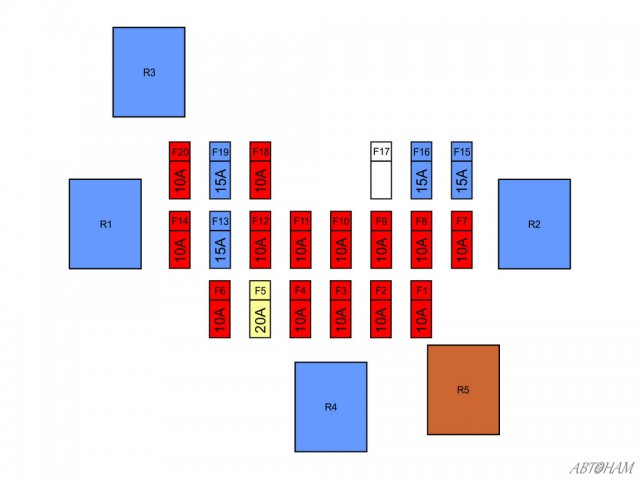 R3
F20 F19 F18 F17 F16 F15
10A 15A 10A 15A 15A
R1
R2
F14 F13 F12 F11 F10 F9 F8 F7
10A 15A 10A 10A 10A 10A 10A 10A
F6 F5 F4 F3 F2 F1
10A 20A 10A 10A 10A 10A
R5
R4
АВТОНАМ